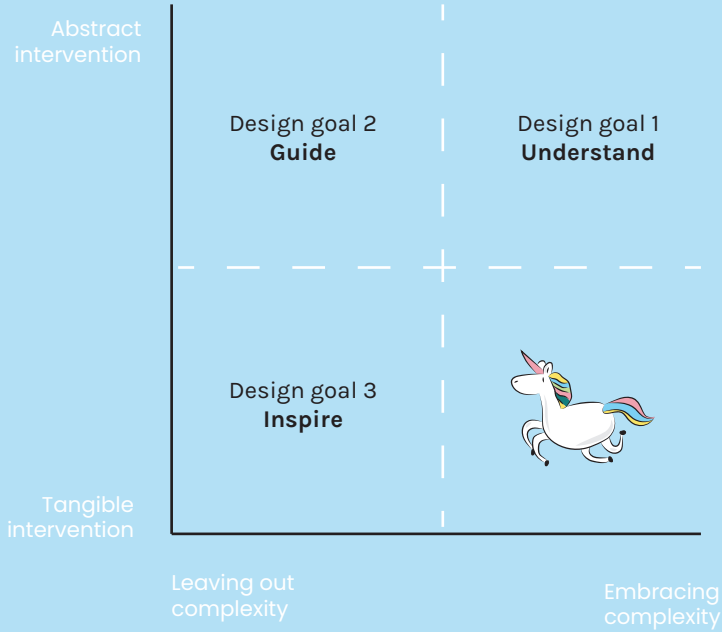 Abstract
intervention
Design goal 2
Guide
Design goal 1
Understand
Design goal 3
Inspire
Tangible
intervention
Leaving out
complexity
Embracing
complexity